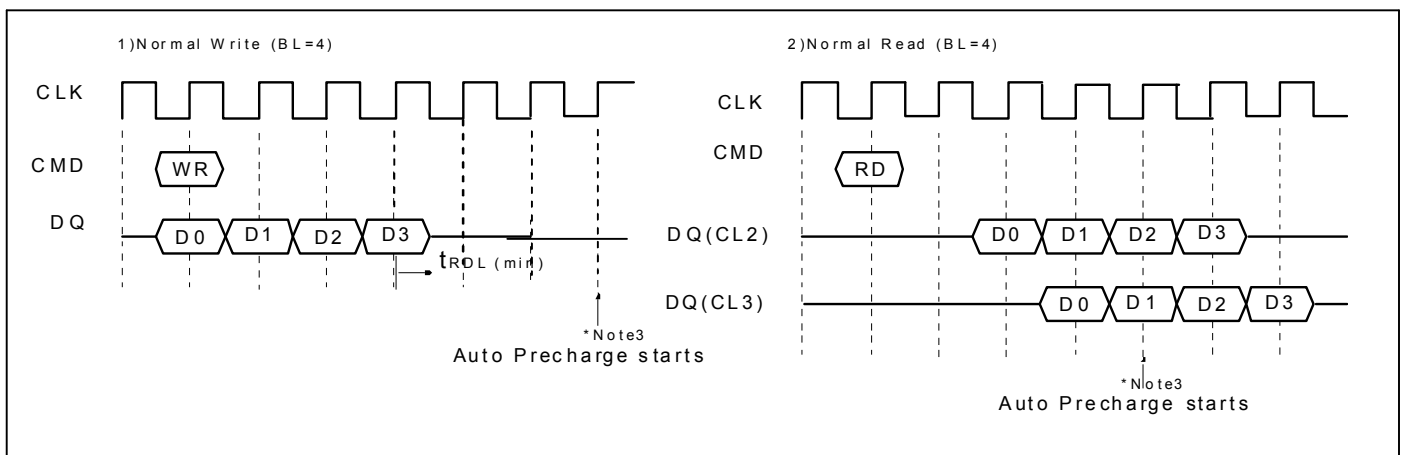 1)Normal Write (BL=4)
CLK
CMD
WR
DQ
D0 D1 D2 D3
tRDL (min)
*Note3
Auto Precharge starts
2)Normal Read (BL=4)
CLK
CMD
RD
DQ(CL2)
D0 D1 D2 D3
DQ(CL3)
D0 D1 D2 D3
*Note3
Auto Precharge starts